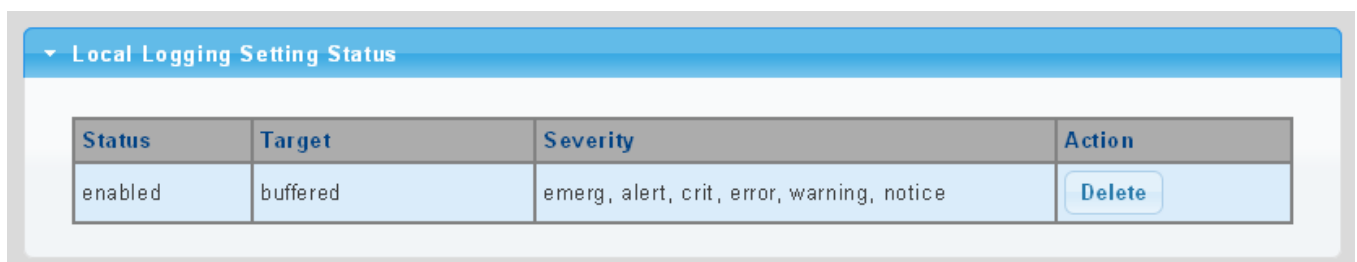 Local Logging Setting Status
Status Target Severity Action
enabled buffered emerg, alert, crit, error, warning, notice Delete